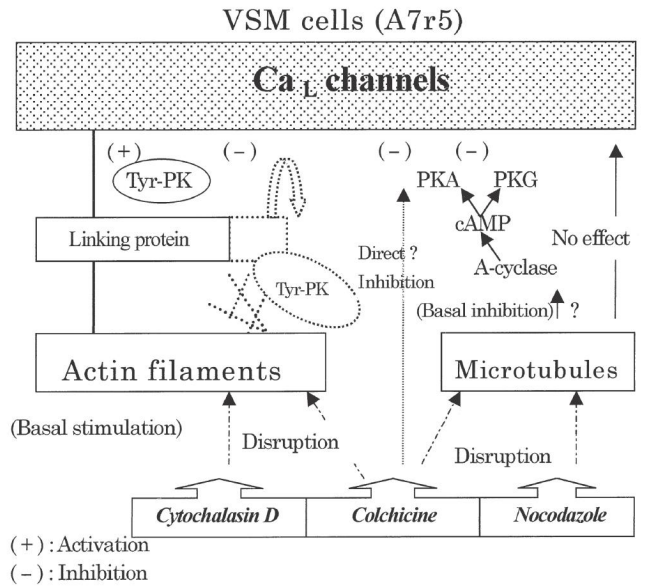 VSM cells (A7r5)
Ca L channels
(+) (-) (-) (-)
Tyr-PK
PKA PKG
cAMP
Linking protein
Direct ?
Inhibition
No effect
A-cyclase
Tyr-PK
(Basal inhibition) ?
Actin filaments
Microtubules
(Basal stimulation)
Disruption
Disruption
Cytochalasin D
Colchicine
Nocodazole
(+) : Activation
(-) : Inhibition